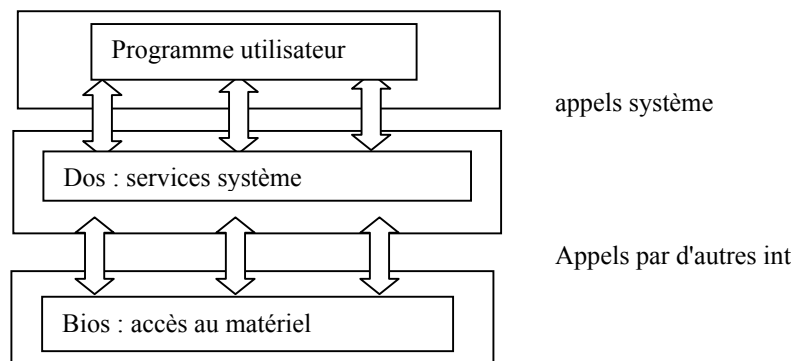 Programme utilisateur
appels système
Dos : services système
Appels par d'autres int
Bios : accès au matériel